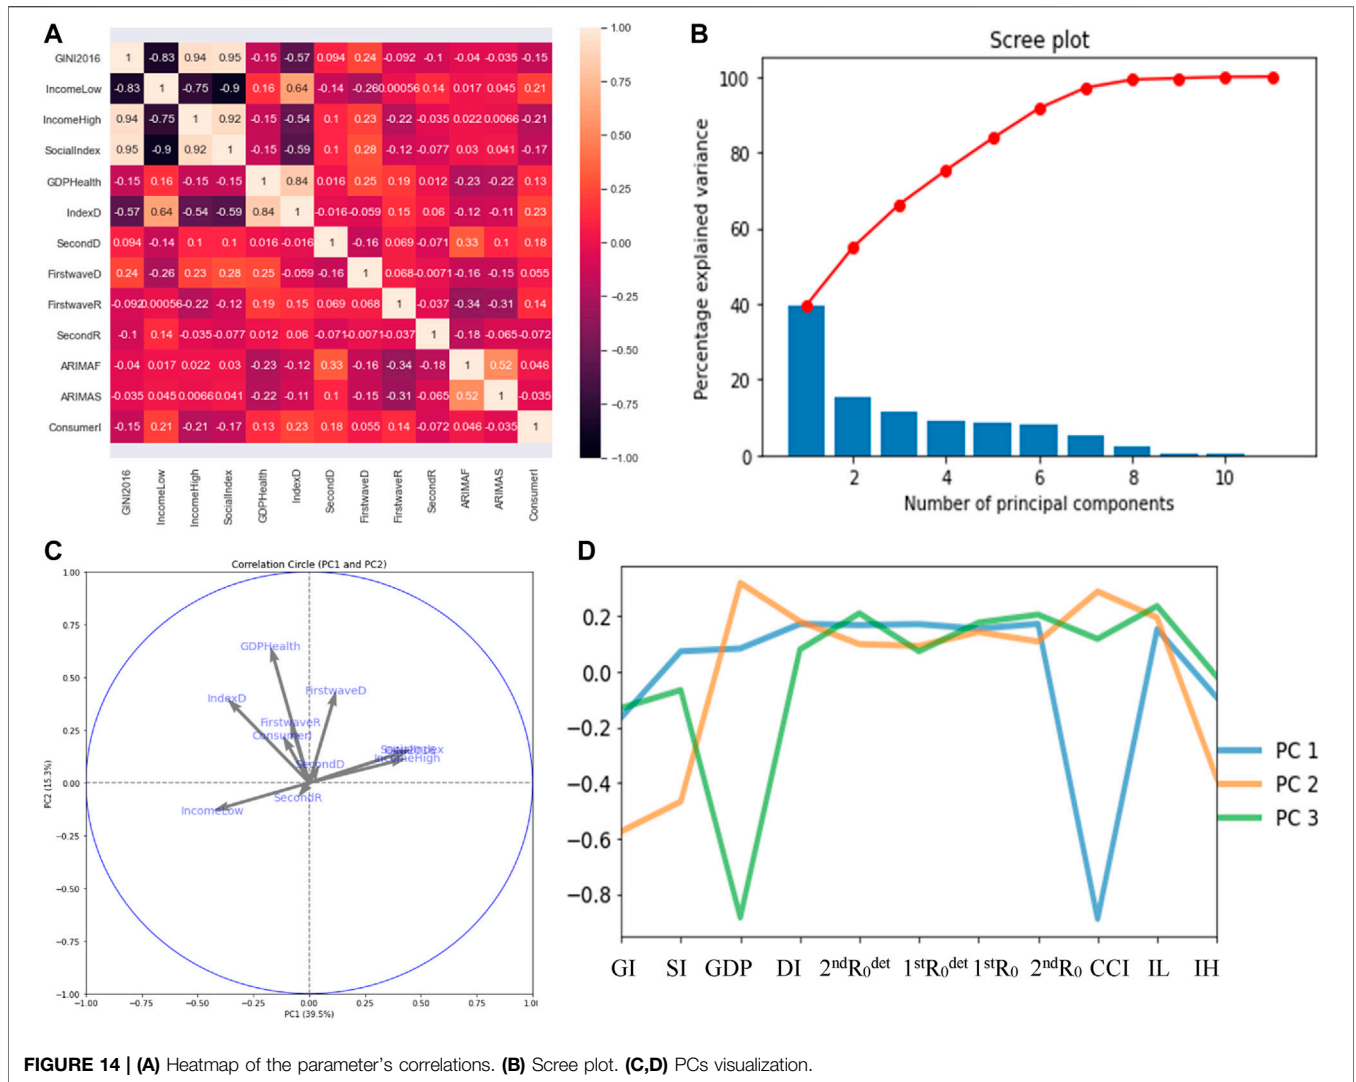 A
GINI2016 1 -0.83 0.94 0.95 -0.15 -0.57 0.094 0.24 -0.092 -0.1 -0.04 -0.035 -0.15
IncomeLow -0.83 1 -0.75 -0.9 0.16 0.64 -0.14 -0.26 0.00056 0.14 0.017 0.045 0.21
IncomeHigh 0.94 -0.75 1 0.92 -0.15 -0.54 0.1 0.23 -0.22 -0.035 0.022 0.0066 -0.21
SocialIndex 0.95 -0.9 0.92 1 -0.15 -0.59 0.1 0.28 -0.12 -0.077 0.03 0.041 -0.17
GDPHealth -0.15 0.16 -0.15 -0.15 1 0.84 0.016 0.25 0.19 0.012 -0.23 -0.22 0.13
IndexD -0.57 0.64 -0.54 -0.59 0.84 1 -0.016 -0.059 0.15 0.06 -0.12 -0.11 0.23
SecondD 0.094 -0.14 0.1 0.1 0.016 -0.016 1 -0.16 0.069 -0.071 0.33 0.1 0.18
FirstwaveD 0.24 -0.26 0.23 0.28 0.25 -0.059 -0.16 1 0.068 -0.0071 -0.16 -0.15 0.055
FirstwaveR -0.092 0.00056 -0.22 -0.12 0.19 0.15 0.069 0.068 1 -0.037 -0.34 -0.31 0.14
SecondR -0.1 0.14 -0.035 -0.077 0.012 0.06 -0.071 -0.0071 -0.037 1 -0.18 -0.065 -0.072
ARIMAF -0.04 0.017 0.022 0.03 -0.23 -0.12 0.33 -0.16 -0.34 -0.18 1 0.52 0.046
ARIMAS -0.035 0.045 0.0066 0.041 -0.22 -0.11 0.1 -0.15 -0.31 -0.065 0.52 1 -0.035
ConsumerI -0.15 0.21 -0.21 -0.17 0.13 0.23 0.18 0.055 0.14 -0.072 0.046 -0.035 1
GINI2016 IncomeLow IncomeHigh SocialIndex GDPHealth IndexD SecondD FirstwaveD FirstwaveR SecondR ARIMAF ARIMAS ConsumerI
1.00
0.75
0.50
0.25
0.00
−0.25
−0.50
−0.75
−1.00
B
Scree plot
Percentage explained variance
100
80
60
40
20
0
2 4 6 8 10
Number of principal components
C
Correlation Circle (PC1 and PC2)
PC2 (15.3%)
1.00
0.75
0.50
0.25
0.00
−0.25
−0.50
−0.75
−1.00
GDPHealth
IndexD
FirstwaveD
FirstwaveR
ConsumerI
IncomeHigh
SecondD
SecondR
IncomeLow
−1.00 −0.75 −0.50 −0.25 0.00 0.25 0.50 0.75
PC1 (39.5%)
D
0.2
0.0
−0.2
−0.4
−0.6
−0.8
GI SI GDP DI 2ndR0det 1stR0det 1stR0 2ndR0 CCI IL IH
PC 1
PC 2
PC 3
FIGURE 14 | (A) Heatmap of the parameter's correlations. (B) Scree plot. (C,D) PCs visualization.